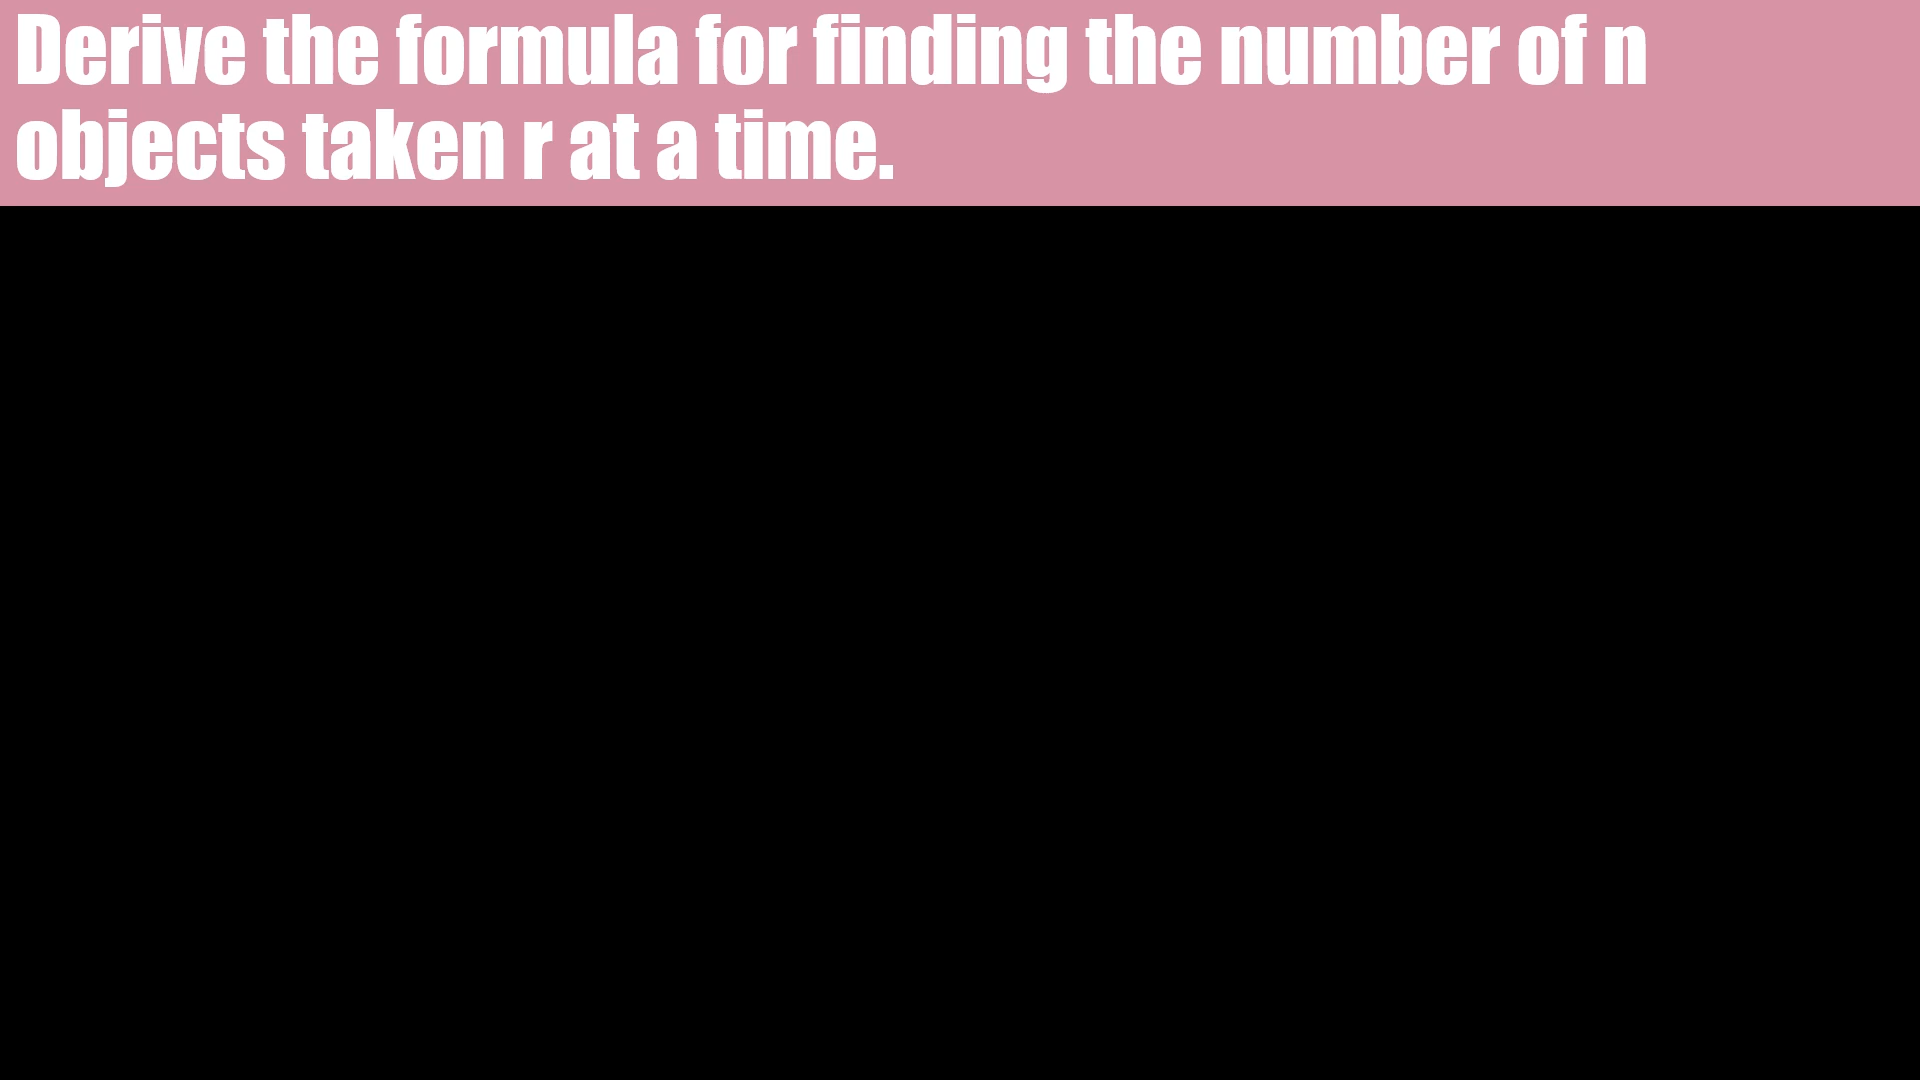 Derive the formula for finding the number of n
objects taken r at a time.